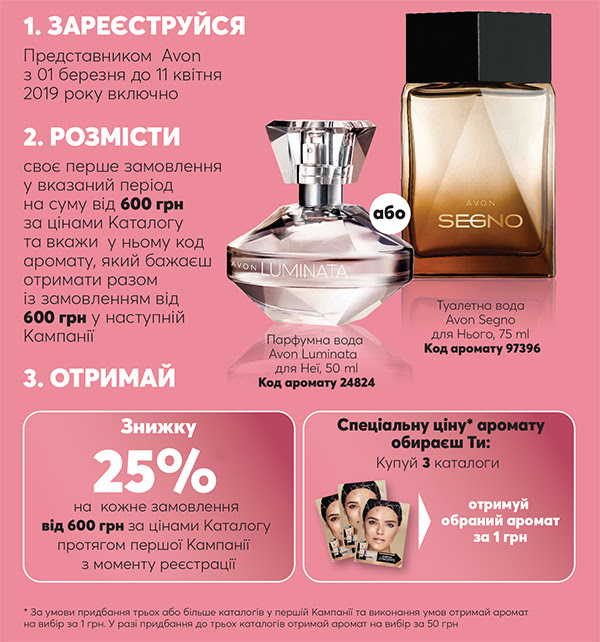 1. ЗАРЕЄСТРУЙСЯ
Представником Avon
з 01 березня до 11 квітня
2019 року включно
2. РОЗМІСТИ
своє перше замовлення
у вказаний період
на суму від 600 грн
за цінами Каталогу
та вкажи у ньому код
аромату, який бажаєш
отримати разом
із замовленням від
600 грн у наступній
Кампанії
AVON LUMINATA
або
AVON
SEGNO
Парфумна вода
Avon Luminata
для Неї, 50 ml
Код аромату 24824
Туалетна вода
Avon Segno
для Нього, 75 ml
Код аромату 97396
3. ОТРИМАЙ
Знижку
25%
на кожне замовлення
від 600 грн за цінами Каталогу
протягом першої Кампанії
з моменту реєстрації
Спеціальну ціну* аромату
обираєш Ти:
Купуй 3 каталоги
отримуй
обраний аромат
за 1 грн
* За умови придбання трьох або більше каталогів у першій Кампанії та виконання умов отримай аромат
на вибір за 1 грн. У разі придбання до трьох каталогів отримай аромат на вибір за 50 грн